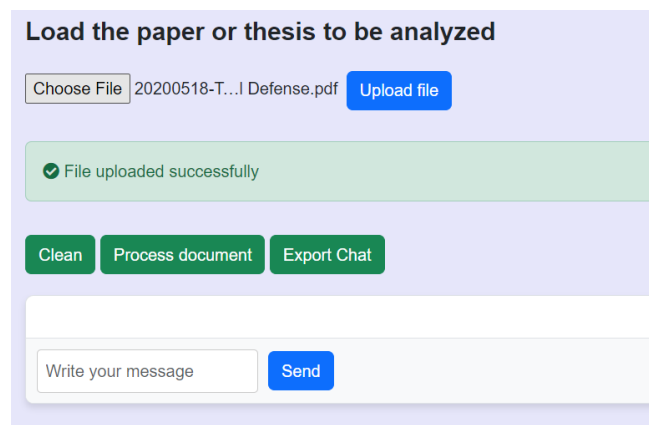 Load the paper or thesis to be analyzed
Choose File 20200518-T...l Defense.pdf Upload file
File uploaded successfully
Clean Process document Export Chat
Write your message Send